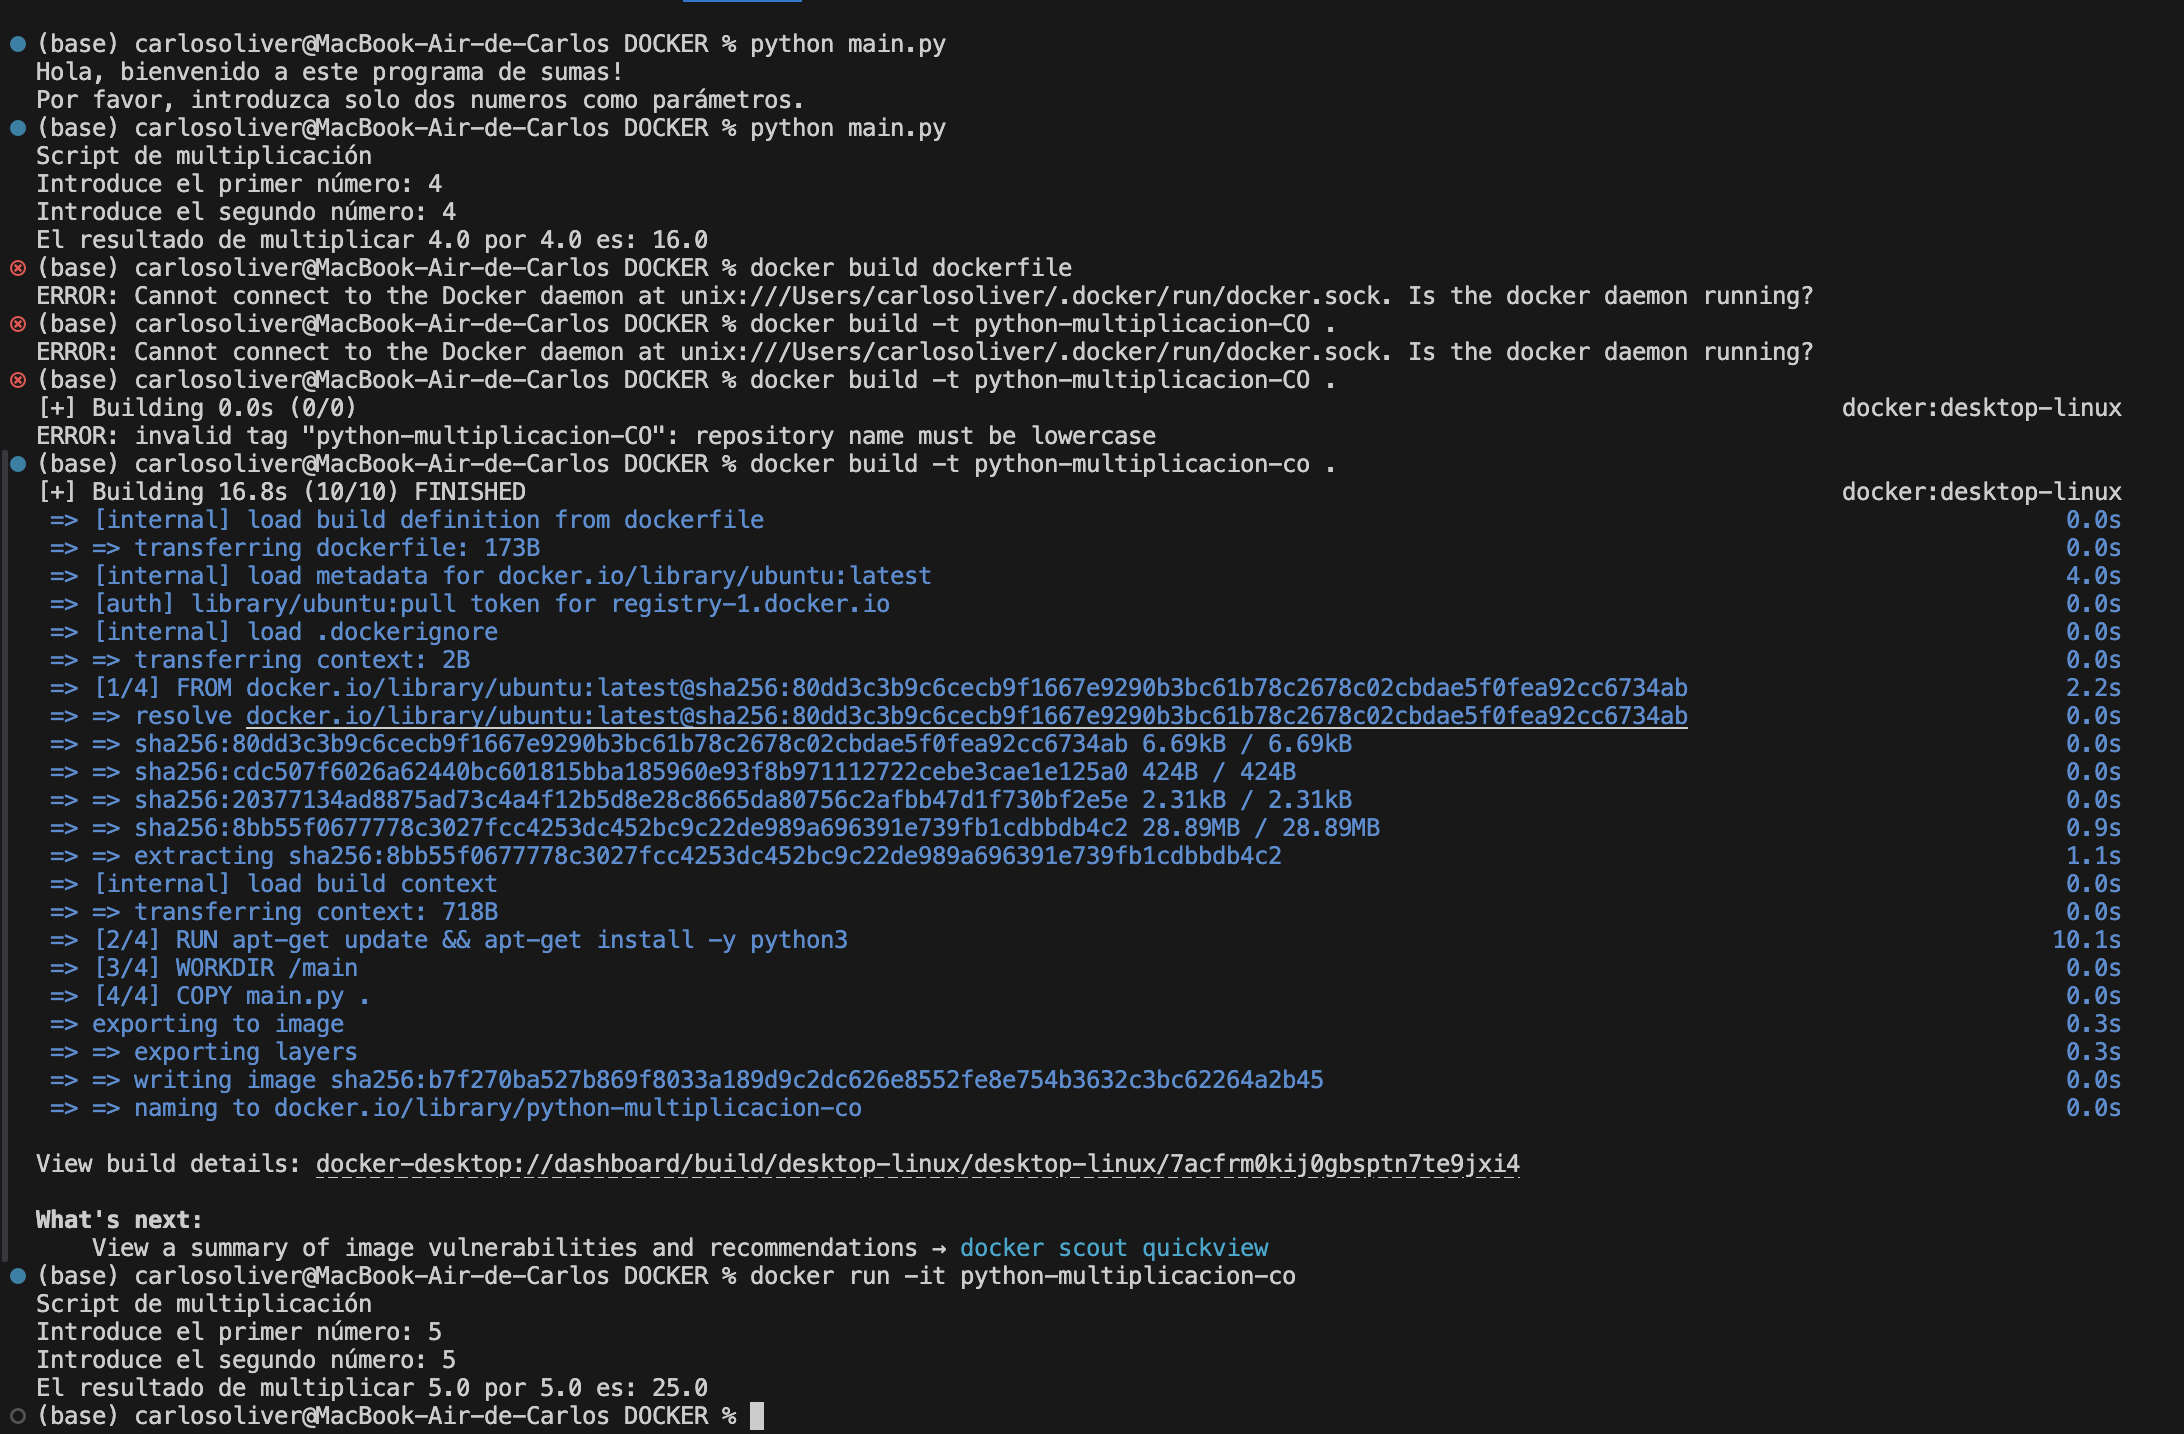 (base) carlosoliver@MacBook-Air-de-Carlos DOCKER % python main.py
Hola, bienvenido a este programa de sumas!
Por favor, introduzca solo dos numeros como parámetros.
(base) carlosoliver@MacBook-Air-de-Carlos DOCKER % python main.py
Script de multiplicación
Introduce el primer número: 4
Introduce el segundo número: 4
El resultado de multiplicar 4.0 por 4.0 es: 16.0
(base) carlosoliver@MacBook-Air-de-Carlos DOCKER % docker build dockerfile
ERROR: Cannot connect to the Docker daemon at unix:///Users/carlosoliver/.docker/run/docker.sock. Is the docker daemon running?
(base) carlosoliver@MacBook-Air-de-Carlos DOCKER % docker build -t python-multiplicacion-CO .
ERROR: Cannot connect to the Docker daemon at unix:///Users/carlosoliver/.docker/run/docker.sock. Is the docker daemon running?
(base) carlosoliver@MacBook-Air-de-Carlos DOCKER % docker build -t python-multiplicacion-CO .
[+] Building 0.0s (0/0) docker:desktop-linux
ERROR: invalid tag "python-multiplicacion-CO": repository name must be lowercase
(base) carlosoliver@MacBook-Air-de-Carlos DOCKER % docker build -t python-multiplicacion-co .
[+] Building 16.8s (10/10) FINISHED docker:desktop-linux
=> [internal] load build definition from dockerfile 0.0s
=> => transferring dockerfile: 173B 0.0s
=> [internal] load metadata for docker.io/library/ubuntu:latest 4.0s
=> [auth] library/ubuntu:pull token for registry-1.docker.io 0.0s
=> [internal] load .dockerignore 0.0s
=> => transferring context: 2B 0.0s
=> [1/4] FROM docker.io/library/ubuntu:latest@sha256:80dd3c3b9c6cecb9f1667e9290b3bc61b78c2678c02cbdae5f0fea92cc6734ab 2.2s
=> => resolve docker.io/library/ubuntu:latest@sha256:80dd3c3b9c6cecb9f1667e9290b3bc61b78c2678c02cbdae5f0fea92cc6734ab 0.0s
=> => sha256:80dd3c3b9c6cecb9f1667e9290b3bc61b78c2678c02cbdae5f0fea92cc6734ab 6.69kB / 6.69kB 0.0s
=> => sha256:cdc507f6026a62440bc601815bba185960e93f8b971112722cebe3cae1e125a0 424B / 424B 0.0s
=> => sha256:20377134ad8875ad73c4a4f12b5d8e28c8665da80756c2afbb47d1f730bf2e5e 2.31kB / 2.31kB 0.0s
=> => sha256:8bb55f0677778c3027fcc4253dc452bc9c22de989a696391e739fb1cdbbdb4c2 28.89MB / 28.89MB 0.9s
=> => extracting sha256:8bb55f0677778c3027fcc4253dc452bc9c22de989a696391e739fb1cdbbdb4c2 1.1s
=> [internal] load build context 0.0s
=> => transferring context: 718B 0.0s
=> [2/4] RUN apt-get update && apt-get install -y python3 10.1s
=> [3/4] WORKDIR /main 0.0s
=> [4/4] COPY main.py . 0.0s
=> exporting to image 0.3s
=> => exporting layers 0.3s
=> => writing image sha256:b7f270ba527b869f8033a189d9c2dc626e8552fe8e754b3632c3bc62264a2b45 0.0s
=> => naming to docker.io/library/python-multiplicacion-co 0.0s
View build details: docker-desktop://dashboard/build/desktop-linux/desktop-linux/7acfrm0kij0gbsptn7te9jxi4
What's next:
View a summary of image vulnerabilities and recommendations → docker scout quickview
(base) carlosoliver@MacBook-Air-de-Carlos DOCKER % docker run -it python-multiplicacion-co
Script de multiplicación
Introduce el primer número: 5
Introduce el segundo número: 5
El resultado de multiplicar 5.0 por 5.0 es: 25.0
(base) carlosoliver@MacBook-Air-de-Carlos DOCKER %